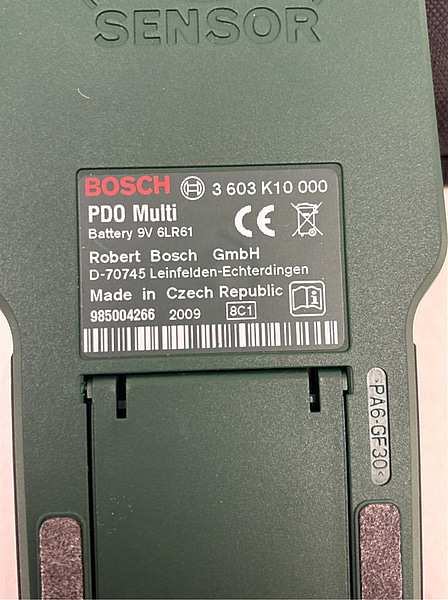 SENSOR
BOSCH 3 603 K10 000
PDO Multi
Battery 9V 6LR61
CE
Robert Bosch GmbH
D-70745 Leinfelden-Echterdingen
Made in Czech Republic
985004266 2009 8C1
>PA6-GF30<